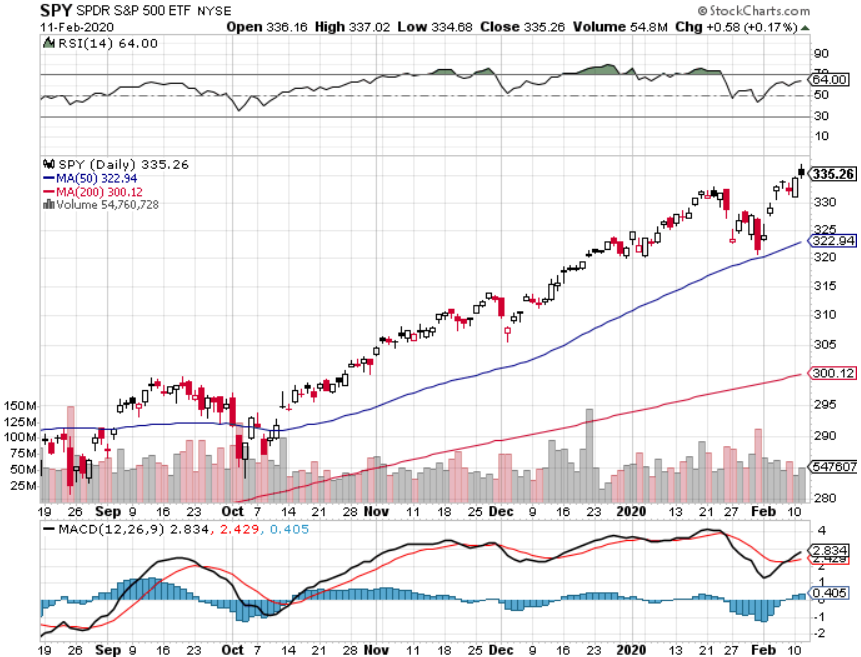 SPY SPDR S&P 500 ETF NYSE © StockCharts.com
11-Feb-2020 Open 336.16 High 337.02 Low 334.68 Close 335.26 Volume 54.8M Chg +0.58 (+0.17%)
RSI(14) 64.00
90
70
64.00
50
30
10
SPY (Daily) 335.26
MA(50) 322.94
MA(200) 300.12
Volume 54,760,728
335.26
330
325
322.94
320
315
310
305
300.12
295
290
280
150M
125M
100M
75M
50M
25M
547607
19 26 Sep 9 16 23 Oct 7 14 21 28 Nov 11 18 25 Dec 9 16 23 2020 13 21 27 Feb 10
MACD(12,26,9) 2.834, 2.429, 0.405
4
2.834
2.429
2
1
0.405
0
-1
-2
19 26 Sep 9 16 23 Oct 7 14 21 28 Nov 11 18 25 Dec 9 16 23 2020 13 21 27 Feb 10